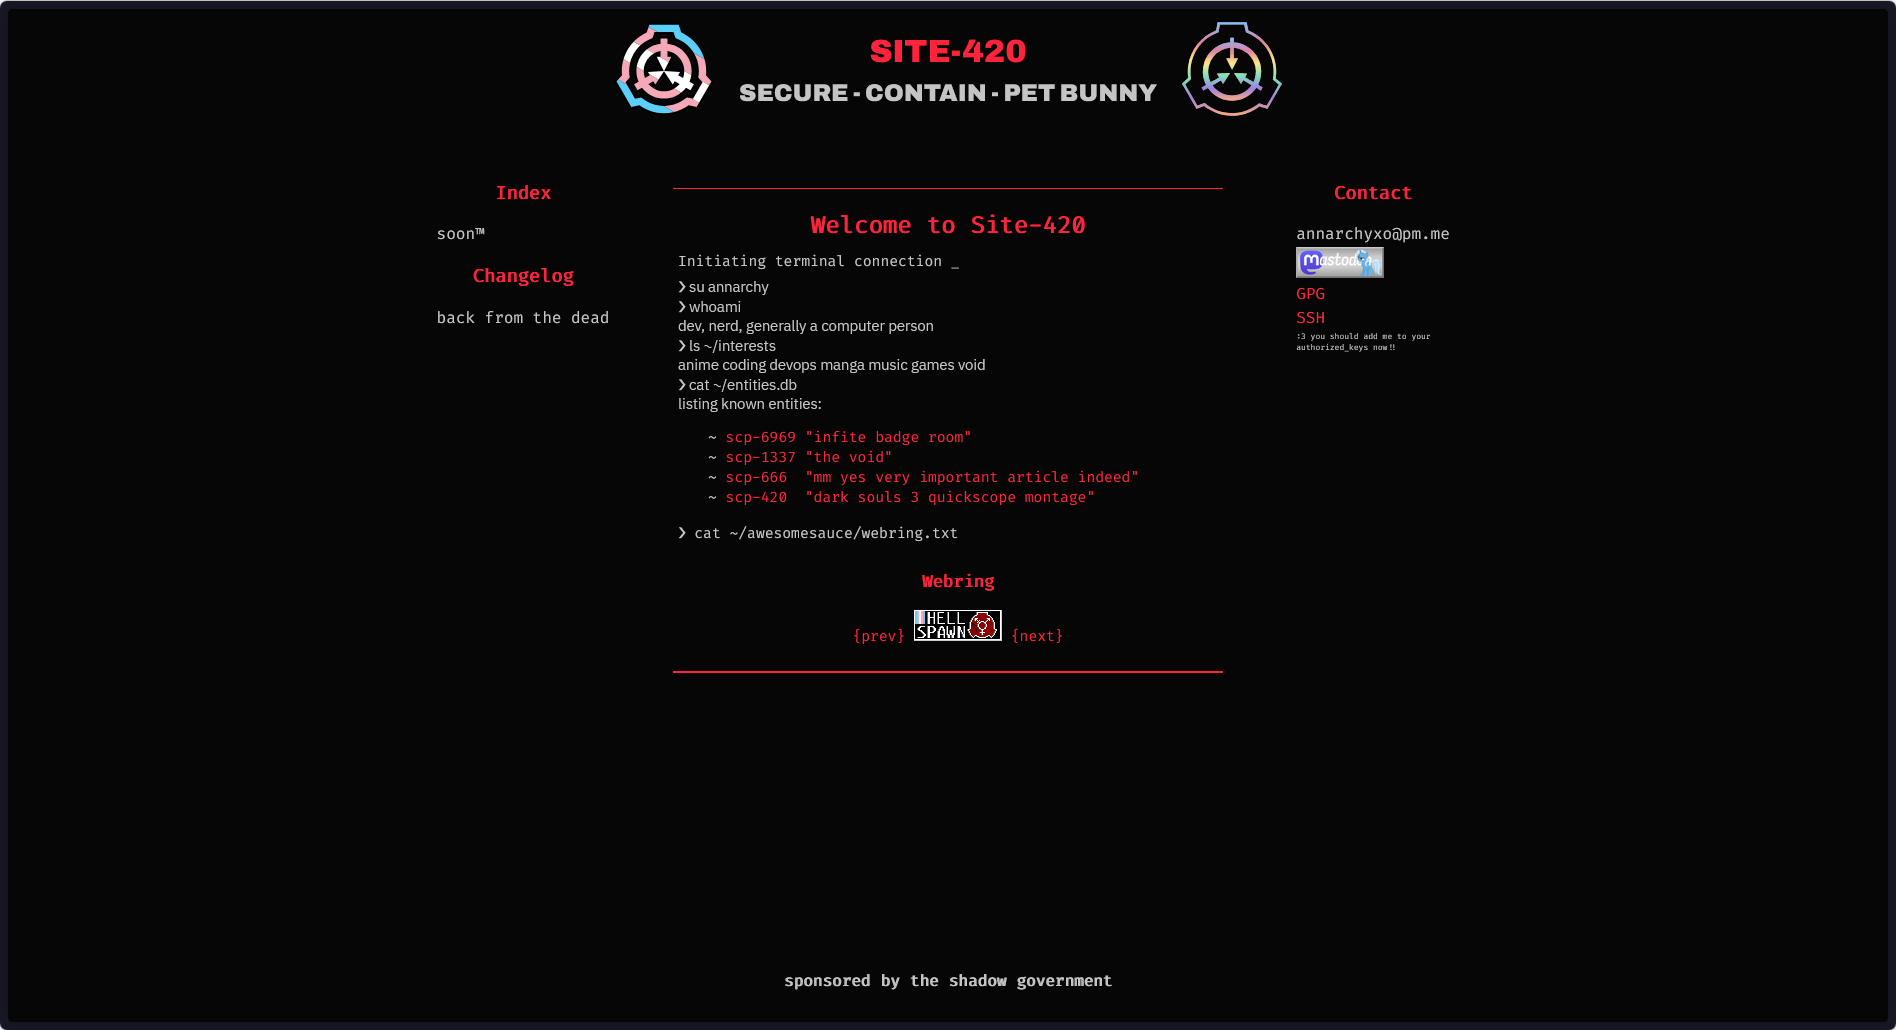 SITE-420
SECURE - CONTAIN - PET BUNNY
Index
soon™
Changelog
back from the dead
Welcome to Site-420
Initiating terminal connection _
❯ su annarchy
❯ whoami
dev, nerd, generally a computer person
❯ ls ~/interests
anime coding devops manga music games void
❯ cat ~/entities.db
listing known entities:
~ scp-6969 "infite badge room"
~ scp-1337 "the void"
~ scp-666  "mm yes very important article indeed"
~ scp-420  "dark souls 3 quickscope montage"
❯ cat ~/awesomesauce/webring.txt
Webring
{prev} HELL SPAWN {next}
Contact
annarchyxo@pm.me
mastodon
GPG
SSH
:3 you should add me to your
authorized_keys now!!
sponsored by the shadow government